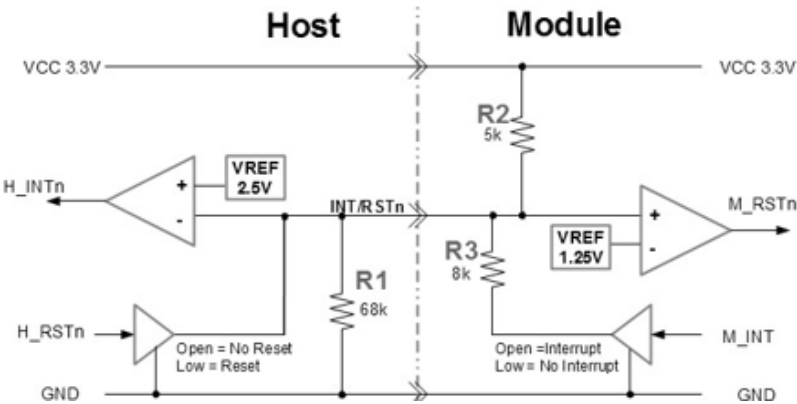 Host
Module
VCC 3.3V
VCC 3.3V
R2
5k
H_INTn
+
-
VREF
2.5V
INT/RSTn
+
-
M_RSTn
VREF
1.25V
R1
68k
R3
8k
H_RSTn
Open = No Reset
Low = Reset
Open =Interrupt
Low = No Interrupt
M_INT
GND
GND